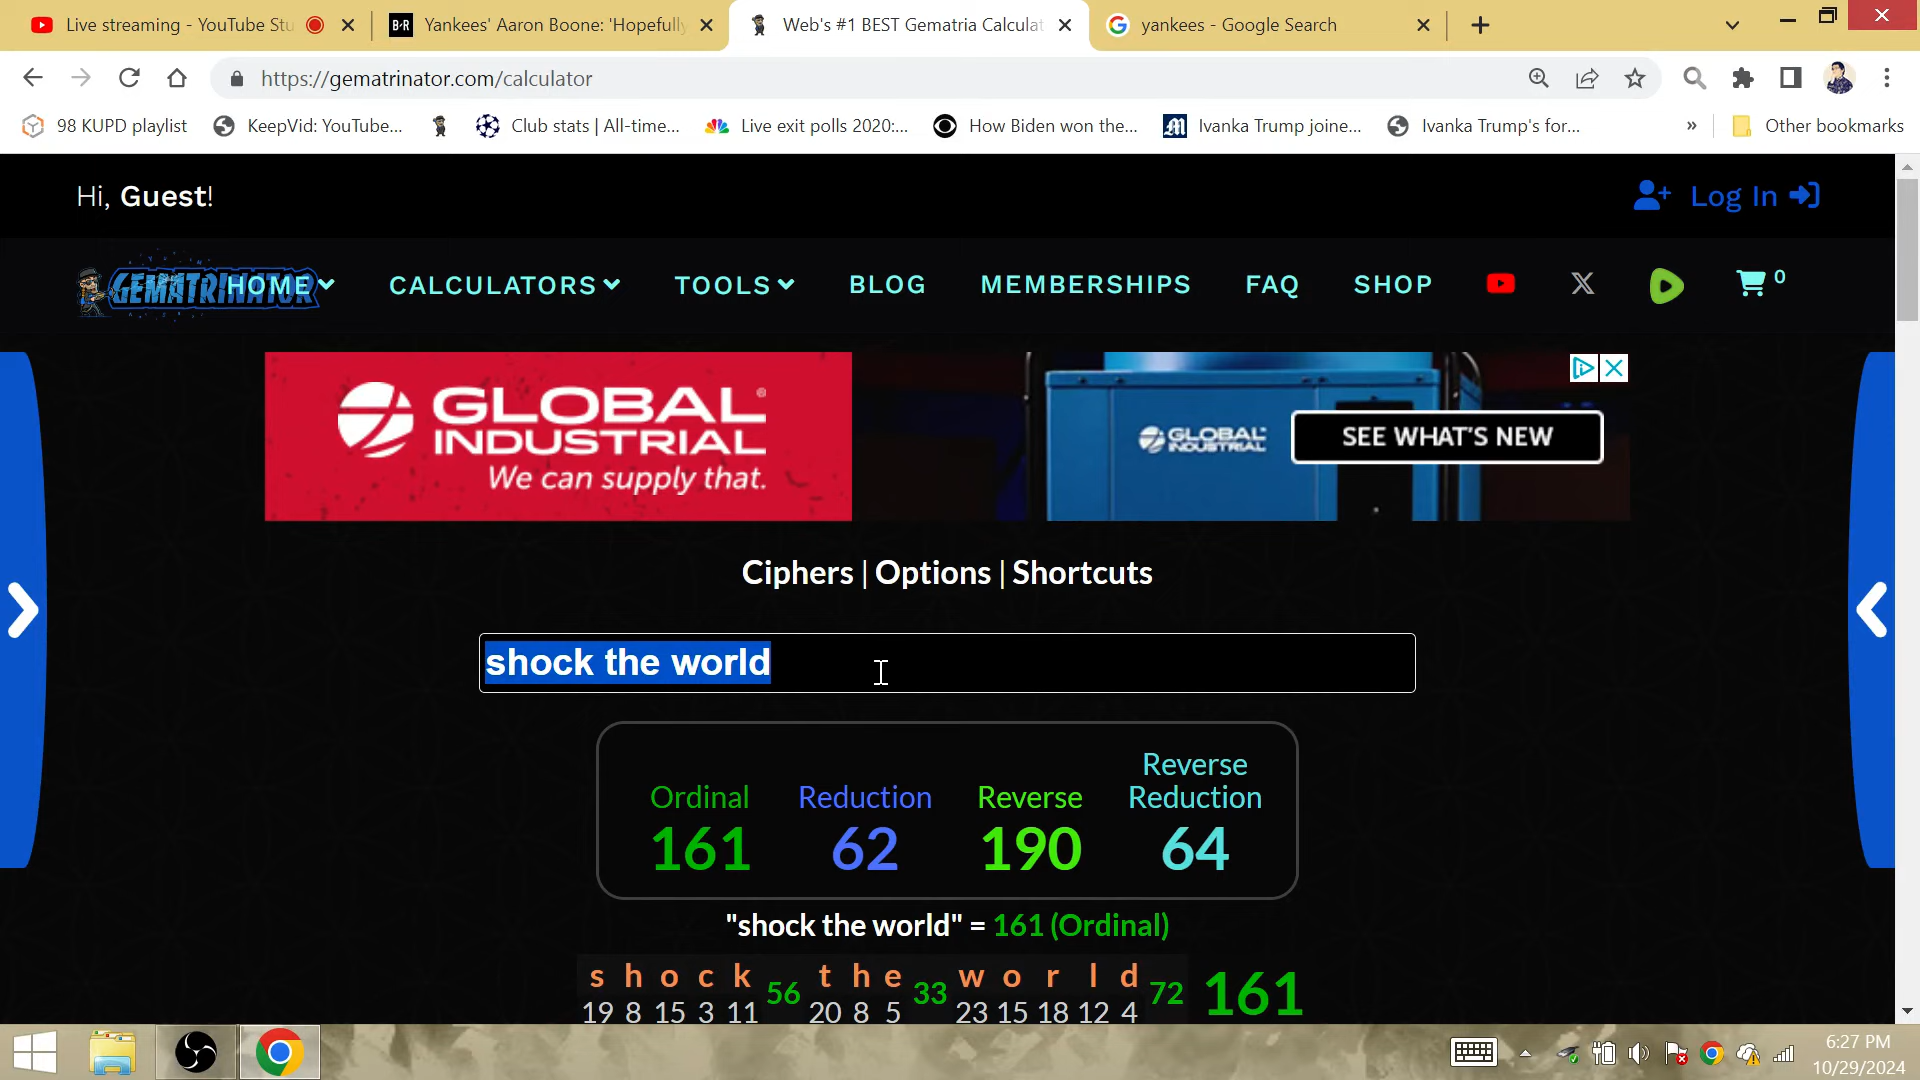 Live streaming - YouTube Stu
B·R Yankees' Aaron Boone: 'Hopefully
Web's #1 BEST Gematria Calculat
yankees - Google Search
https://gematrinator.com/calculator
98 KUPD playlist
KeepVid: YouTube...
Club stats | All-time...
Live exit polls 2020:...
How Biden won the...
Ivanka Trump joine...
Ivanka Trump's for...
»
Other bookmarks
Hi, Guest!
Log In
GEMATRINATOR
HOME
CALCULATORS
TOOLS
BLOG
MEMBERSHIPS
FAQ
SHOP
X
0
GLOBAL
INDUSTRIAL
We can supply that.
GLOBAL
INDUSTRIAL
SEE WHAT'S NEW
Ciphers | Options | Shortcuts
shock the world
Ordinal
161
Reduction
62
Reverse
190
Reverse
Reduction
64
"shock the world" = 161 (Ordinal)
s h o c k 56 t h e 33 w o r l d 72 161
19 8 15 3 11 20 8 5 23 15 18 12 4
6:27 PM
10/29/2024